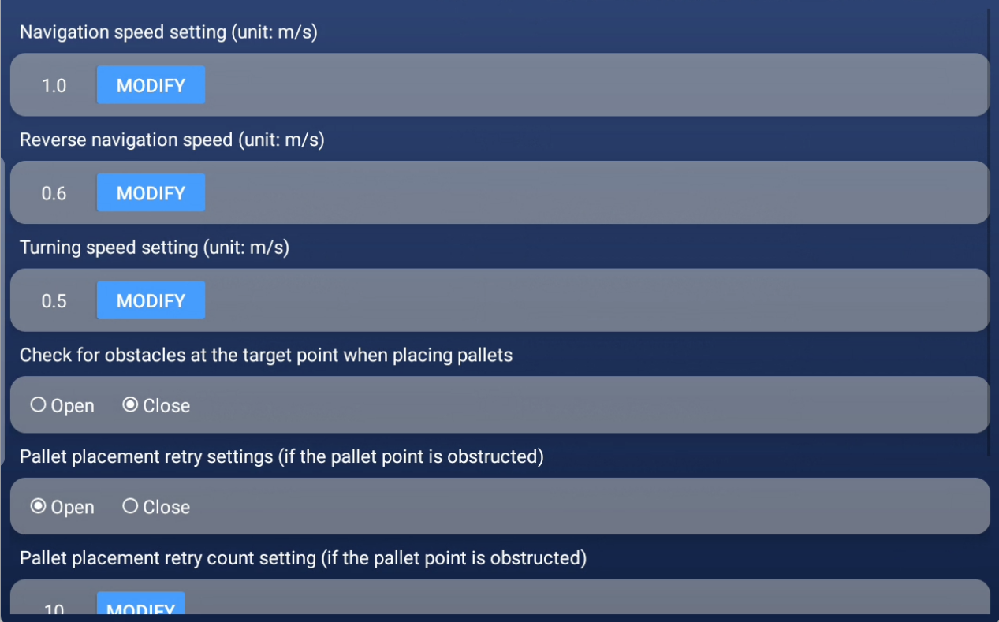 Navigation speed setting (unit: m/s)
1.0 MODIFY
Reverse navigation speed (unit: m/s)
0.6 MODIFY
Turning speed setting (unit: m/s)
0.5 MODIFY
Check for obstacles at the target point when placing pallets
Open Close
Pallet placement retry settings (if the pallet point is obstructed)
Open Close
Pallet placement retry count setting (if the pallet point is obstructed)
10 MODIFY